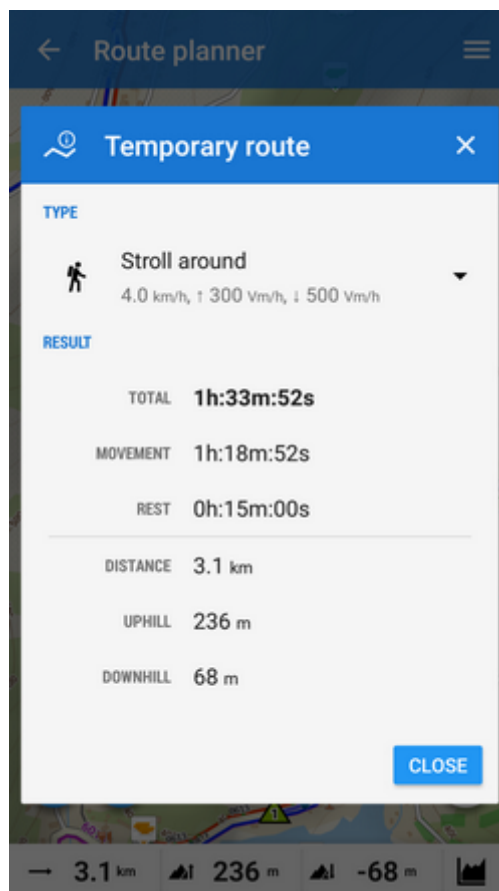 Route planner
Temporary route
TYPE
Stroll around
4.0 km/h, ↑ 300 Vm/h, ↓ 500 Vm/h
RESULT
TOTAL 1h:33m:52s
MOVEMENT 1h:18m:52s
REST 0h:15m:00s
DISTANCE 3.1 km
UPHILL 236 m
DOWNHILL 68 m
CLOSE
1
3.1 km 236 m -68 m